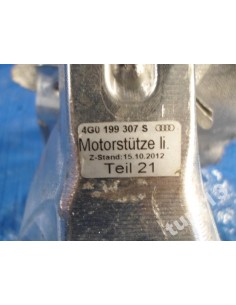 4G0 199 307 S
Motorstütze li.
Z-Stand: 15.10.2012
Teil 21